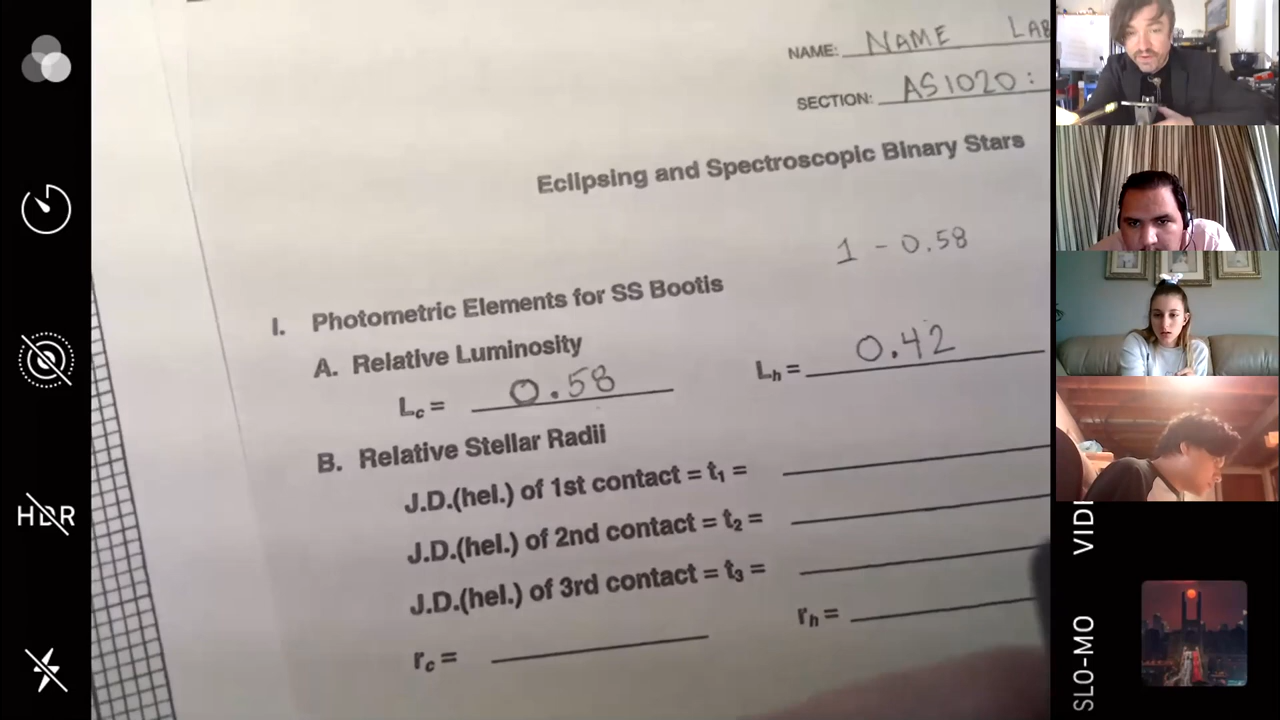 NAME: NAME LAB
SECTION: AS1020:
Eclipsing and Spectroscopic Binary Stars
1 - 0.58
I. Photometric Elements for SS Bootis
A. Relative Luminosity
Lc = 0.58 Lh = 0.42
B. Relative Stellar Radii
J.D.(hel.) of 1st contact = t1 =
J.D.(hel.) of 2nd contact = t2 =
J.D.(hel.) of 3rd contact = t3 =
rc = rh =
HDR
SLO-MO